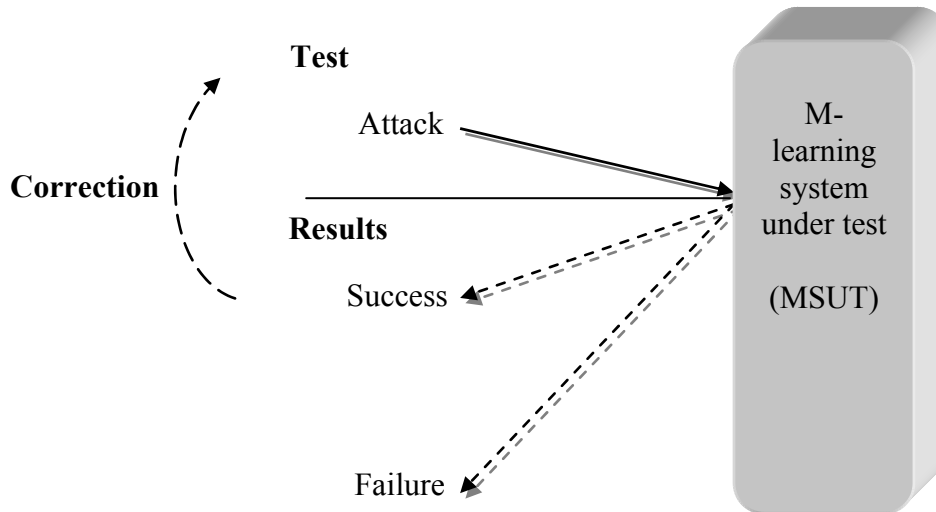 Test
Attack
Correction
Results
Success
Failure
M-
learning
system
under test
(MSUT)